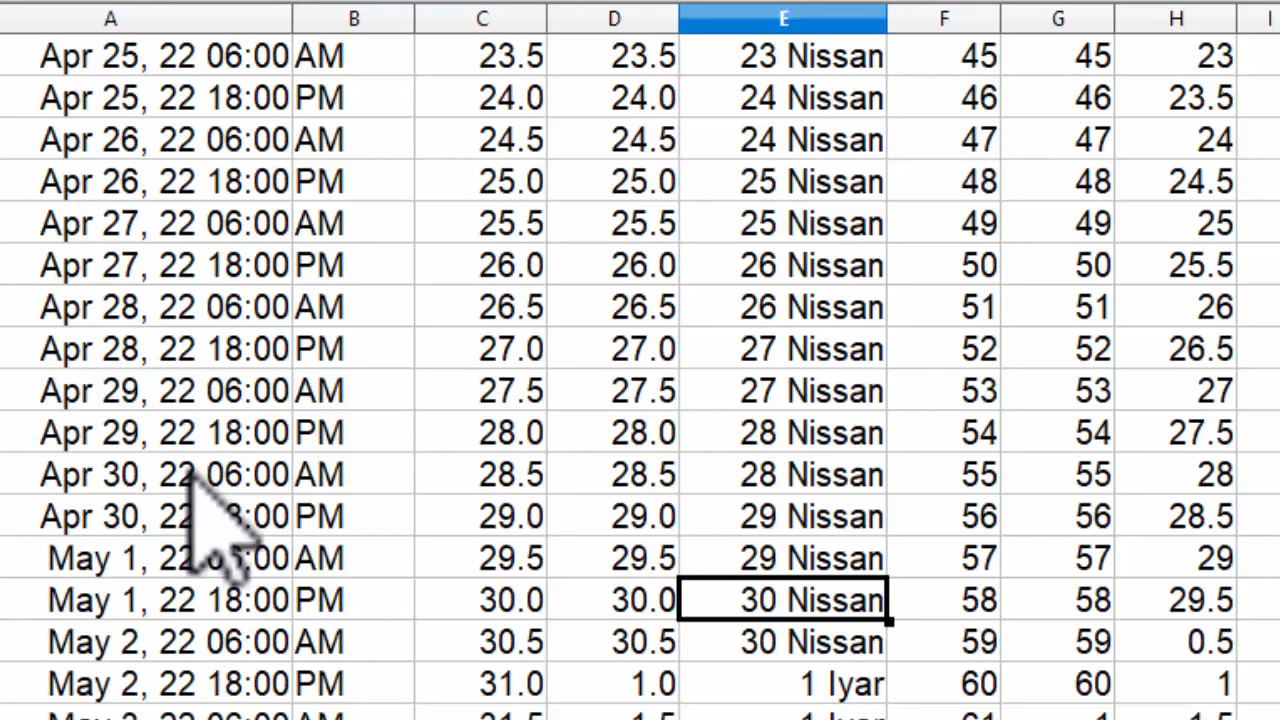 A B C D E F G H I
Apr 25, 22 06:00 AM 23.5 23.5 23 Nissan 45 45 23
Apr 25, 22 18:00 PM 24.0 24.0 24 Nissan 46 46 23.5
Apr 26, 22 06:00 AM 24.5 24.5 24 Nissan 47 47 24
Apr 26, 22 18:00 PM 25.0 25.0 25 Nissan 48 48 24.5
Apr 27, 22 06:00 AM 25.5 25.5 25 Nissan 49 49 25
Apr 27, 22 18:00 PM 26.0 26.0 26 Nissan 50 50 25.5
Apr 28, 22 06:00 AM 26.5 26.5 26 Nissan 51 51 26
Apr 28, 22 18:00 PM 27.0 27.0 27 Nissan 52 52 26.5
Apr 29, 22 06:00 AM 27.5 27.5 27 Nissan 53 53 27
Apr 29, 22 18:00 PM 28.0 28.0 28 Nissan 54 54 27.5
Apr 30, 22 06:00 AM 28.5 28.5 28 Nissan 55 55 28
Apr 30, 22 PM 29.0 29.0 29 Nissan 56 56 28.5
May 1, 22 AM 29.5 29.5 29 Nissan 57 57 29
May 1, 22 18:00 PM 30.0 30.0 30 Nissan 58 58 29.5
May 2, 22 06:00 AM 30.5 30.5 30 Nissan 59 59 0.5
May 2, 22 18:00 PM 31.0 1.0 1 Iyar 60 60 1